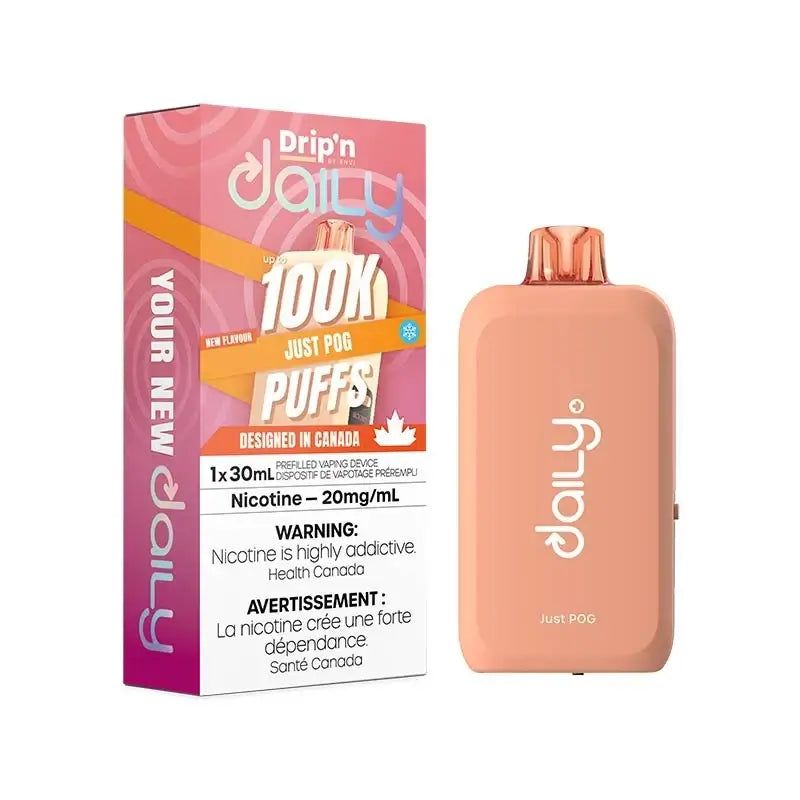 Drip'n
BY ENVI
daily
up to
100K
NEW FLAVOUR
JUST POG
PUFFS
DESIGNED IN CANADA
1 x 30mL PREFILLED VAPING DEVICE
DISPOSITIF DE VAPOTAGE PRÉREMPLI
Nicotine – 20mg/mL
WARNING:
Nicotine is highly addictive.
Health Canada
AVERTISSEMENT :
La nicotine crée une forte
dépendance.
Santé Canada
YOUR NEW daily
daily
Just POG